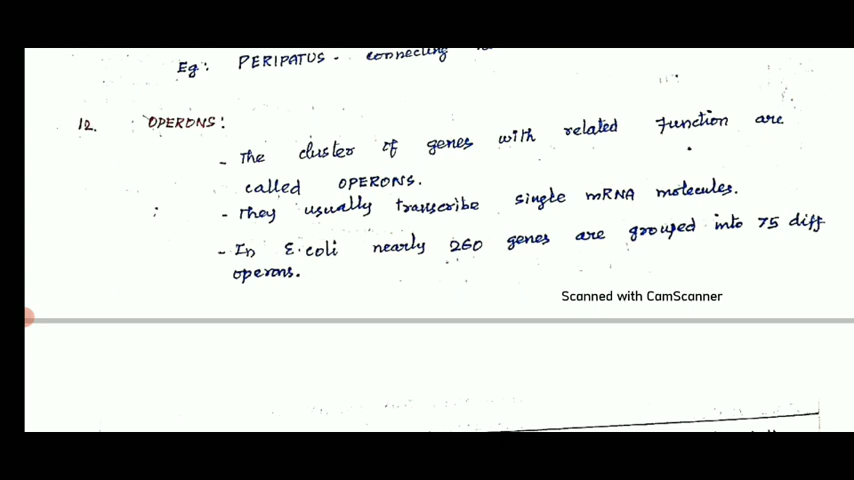 Eg: PERIPATUS - connecting
12. OPERONS:
- The cluster of genes with related function are
called OPERONS.
- They usually transcribe single mRNA molecules.
- In E.coli nearly 260 genes are grouped into 75 diff
operons.
Scanned with CamScanner